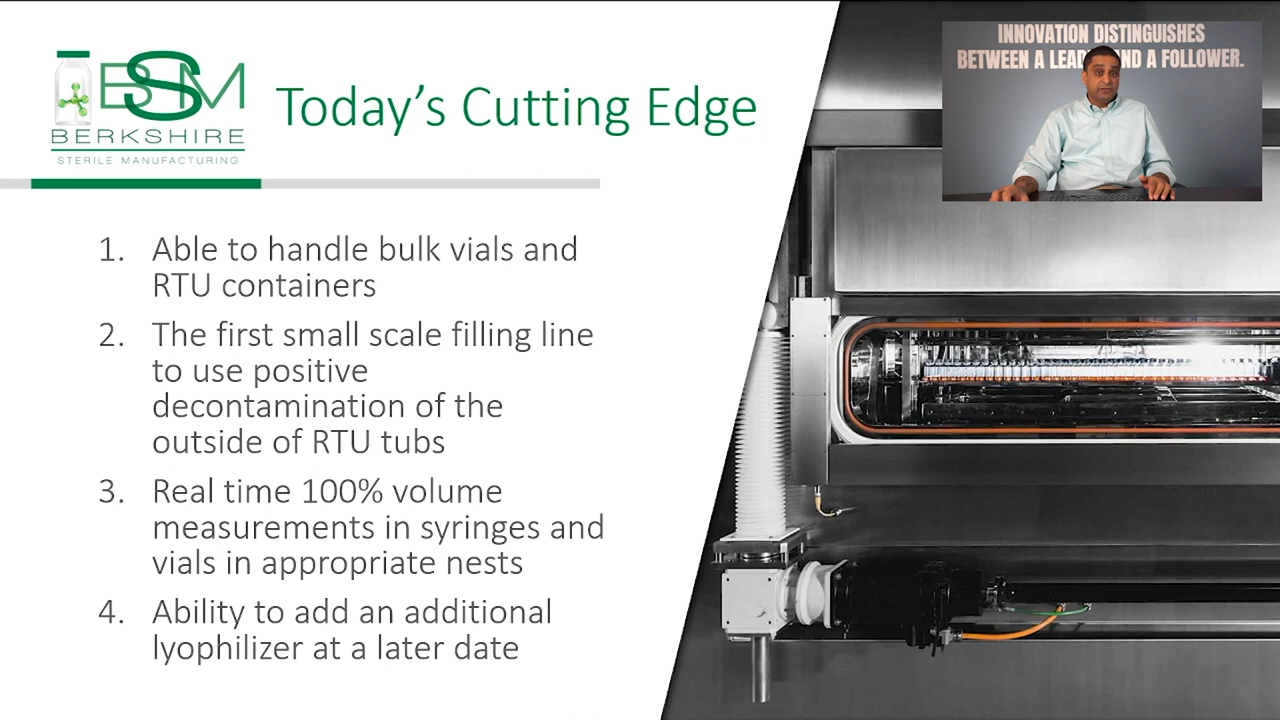 BSM
BERKSHIRE
STERILE MANUFACTURING
Today's Cutting Edge
INNOVATION DISTINGUISHES
BETWEEN A LEAD ND A FOLLOWER.
1. Able to handle bulk vials and
RTU containers
2. The first small scale filling line
to use positive
decontamination of the
outside of RTU tubs
3. Real time 100% volume
measurements in syringes and
vials in appropriate nests
4. Ability to add an additional
lyophilizer at a later date